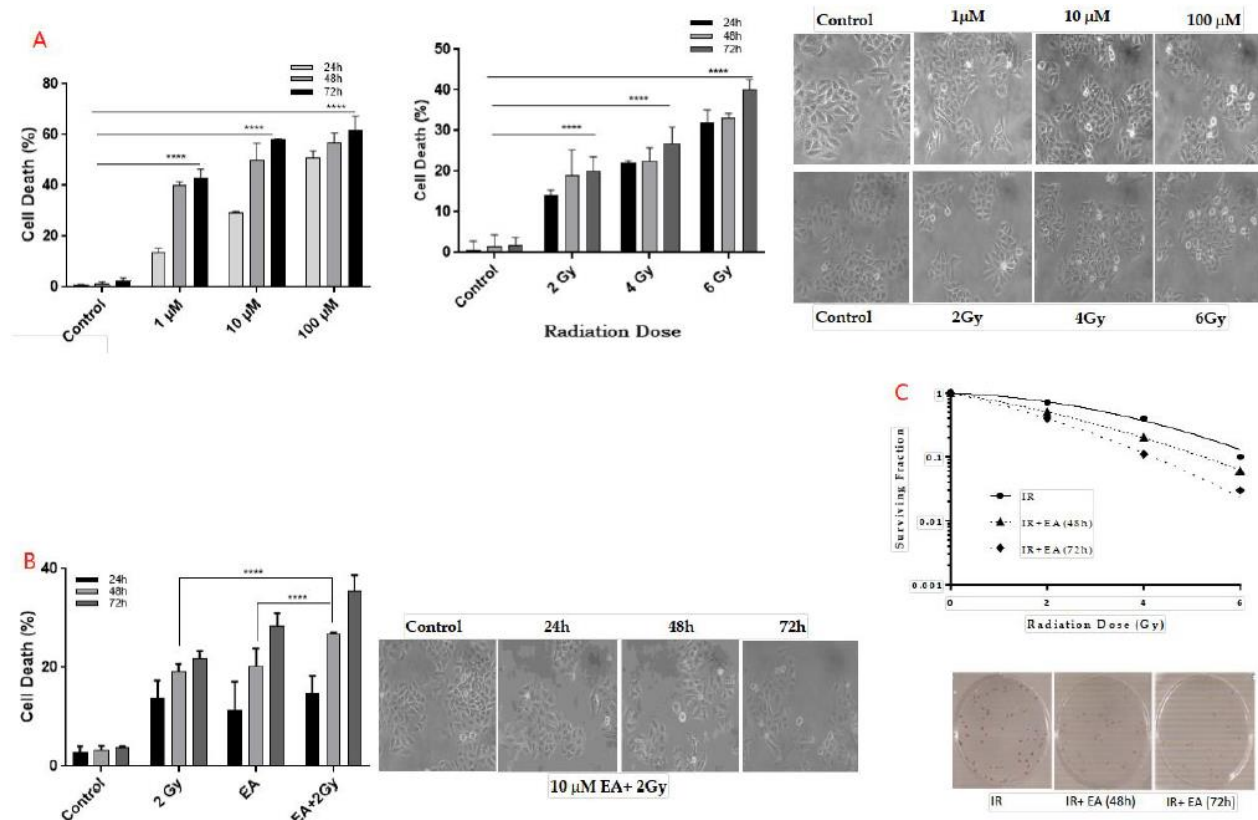 A
24h
48h
72h
Cell Death (%)
80
60
40
20
0
****
****
****
Control
1 µM
10 µM
100 µM
24h
48h
72h
Cell Death (%)
50
40
30
20
10
0
****
****
****
Control
2 Gy
4 Gy
6 Gy
Radiation Dose
Control 1µM 10 µM 100 µM
Control 2Gy 4Gy 6Gy
B
24h
48h
72h
Cell Death (%)
40
20
0
****
****
Control
2 Gy
EA
EA+2Gy
Control 24h 48h 72h
10 µM EA+ 2Gy
C
Surviving Fraction
1
0.1
0.01
0.001
IR
IR+EA (48h)
IR+EA (72h)
0 2 4 6
Radiation Dose (Gy)
IR IR+ EA (48h) IR+ EA (72h)